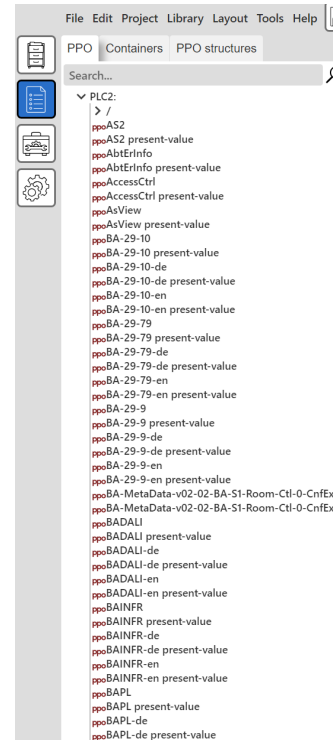 File Edit Project Library Layout Tools Help
PPO Containers PPO structures
Search...
PLC2:
/
ppoAS2
ppoAS2 present-value
ppoAbtErInfo
ppoAbtErInfo present-value
ppoAccessCtrl
ppoAccessCtrl present-value
ppoAsView
ppoAsView present-value
ppoBA-29-10
ppoBA-29-10 present-value
ppoBA-29-10-de
ppoBA-29-10-de present-value
ppoBA-29-10-en
ppoBA-29-10-en present-value
ppoBA-29-79
ppoBA-29-79 present-value
ppoBA-29-79-de
ppoBA-29-79-de present-value
ppoBA-29-79-en
ppoBA-29-79-en present-value
ppoBA-29-9
ppoBA-29-9 present-value
ppoBA-29-9-de
ppoBA-29-9-de present-value
ppoBA-29-9-en
ppoBA-29-9-en present-value
ppoBA-MetaData-v02-02-BA-S1-Room-Ctl-0-CnfEx
ppoBA-MetaData-v02-02-BA-S1-Room-Ctl-0-CnfEx
ppoBADALI
ppoBADALI present-value
ppoBADALI-de
ppoBADALI-de present-value
ppoBADALI-en
ppoBADALI-en present-value
ppoBAINFR
ppoBAINFR present-value
ppoBAINFR-de
ppoBAINFR-de present-value
ppoBAINFR-en
ppoBAINFR-en present-value
ppoBAPL
ppoBAPL present-value
ppoBAPL-de
ppoBAPL-de present-value